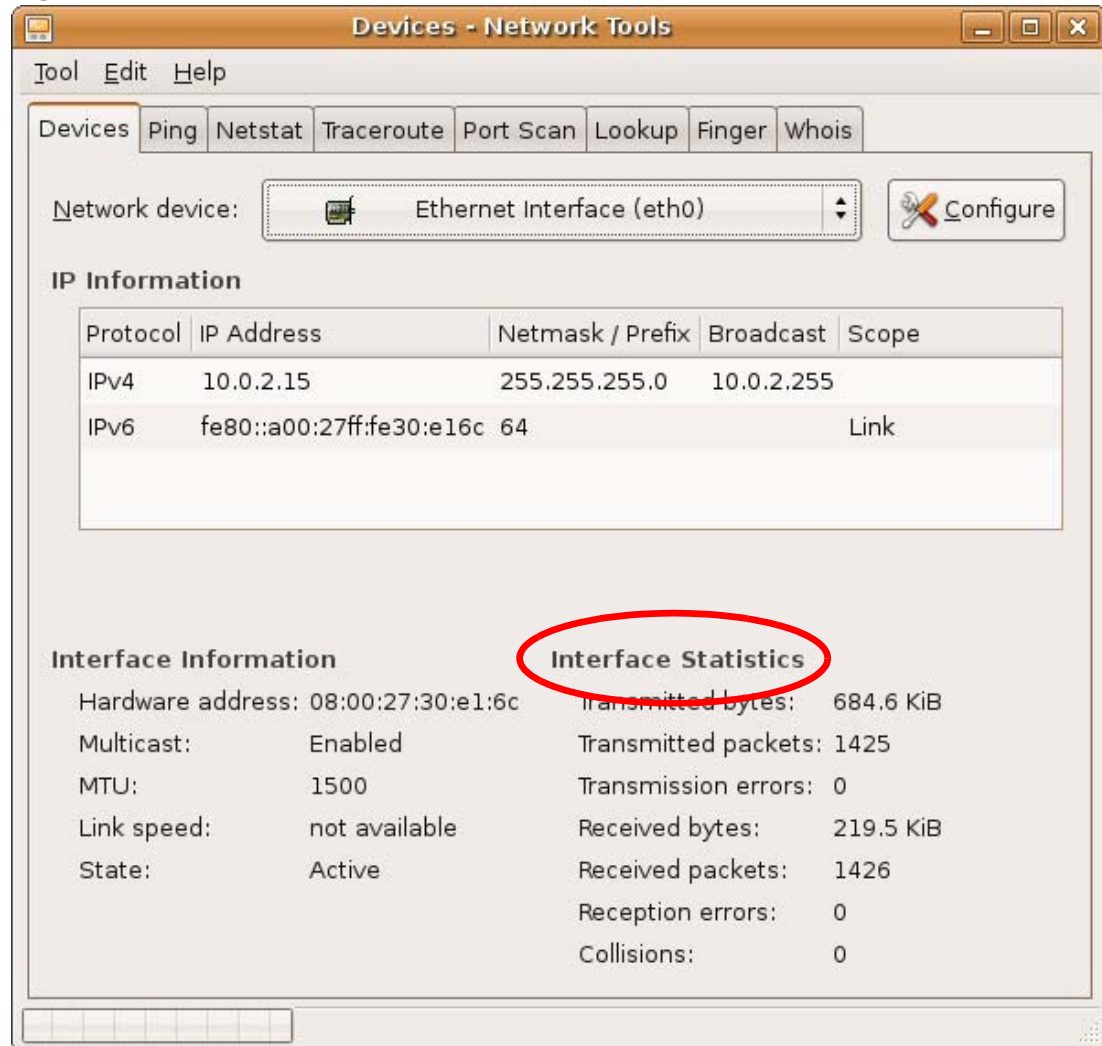 Devices - Network Tools
Tool Edit Help
Devices Ping Netstat Traceroute Port Scan Lookup Finger Whois
Network device: Ethernet Interface (eth0) Configure
IP Information
Protocol IP Address Netmask / Prefix Broadcast Scope
IPv4 10.0.2.15 255.255.255.0 10.0.2.255
IPv6 fe80::a00:27ff:fe30:e16c 64 Link
Interface Information
Hardware address: 08:00:27:30:e1:6c
Multicast: Enabled
MTU: 1500
Link speed: not available
State: Active
Interface Statistics
Transmitted bytes: 684.6 KiB
Transmitted packets: 1425
Transmission errors: 0
Received bytes: 219.5 KiB
Received packets: 1426
Reception errors: 0
Collisions: 0